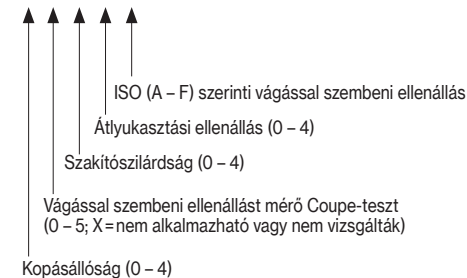 ISO (A – F) szerinti vágással szembeni ellenállás
Átlyukasztási ellenállás (0 – 4)
Szakítószilárdság (0 – 4)
Vágással szembeni ellenállást mérő Coupe-teszt
(0 – 5; X = nem alkalmazható vagy nem vizsgálták)
Kopásállóság (0 – 4)